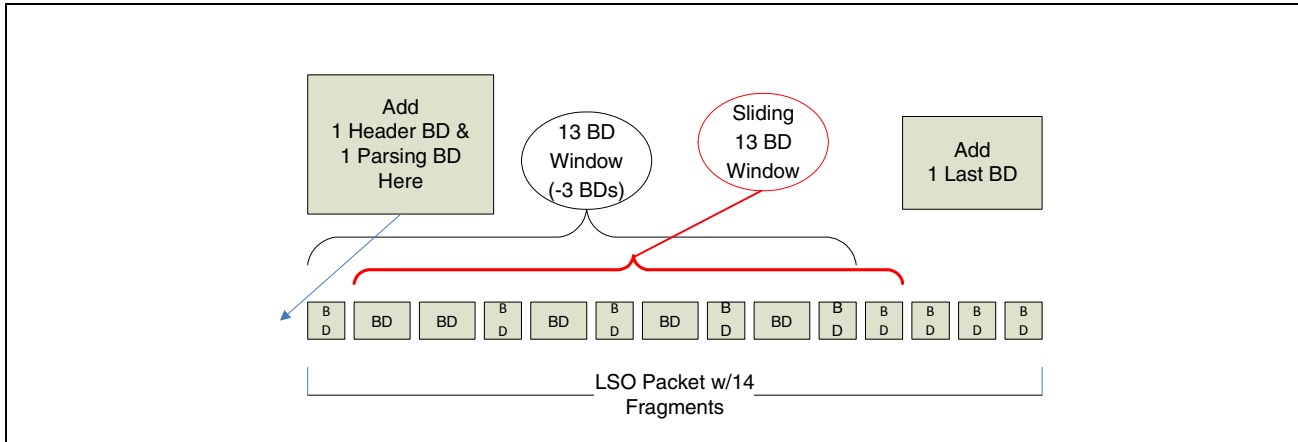 Add
1 Header BD &
1 Parsing BD
Here
13 BD
Window
(-3 BDs)
Sliding
13 BD
Window
Add
1 Last BD
B
D
BD
BD
B
D
BD
B
D
BD
B
D
BD
B
D
B
D
B
D
B
D
B
D
LSO Packet w/14
Fragments